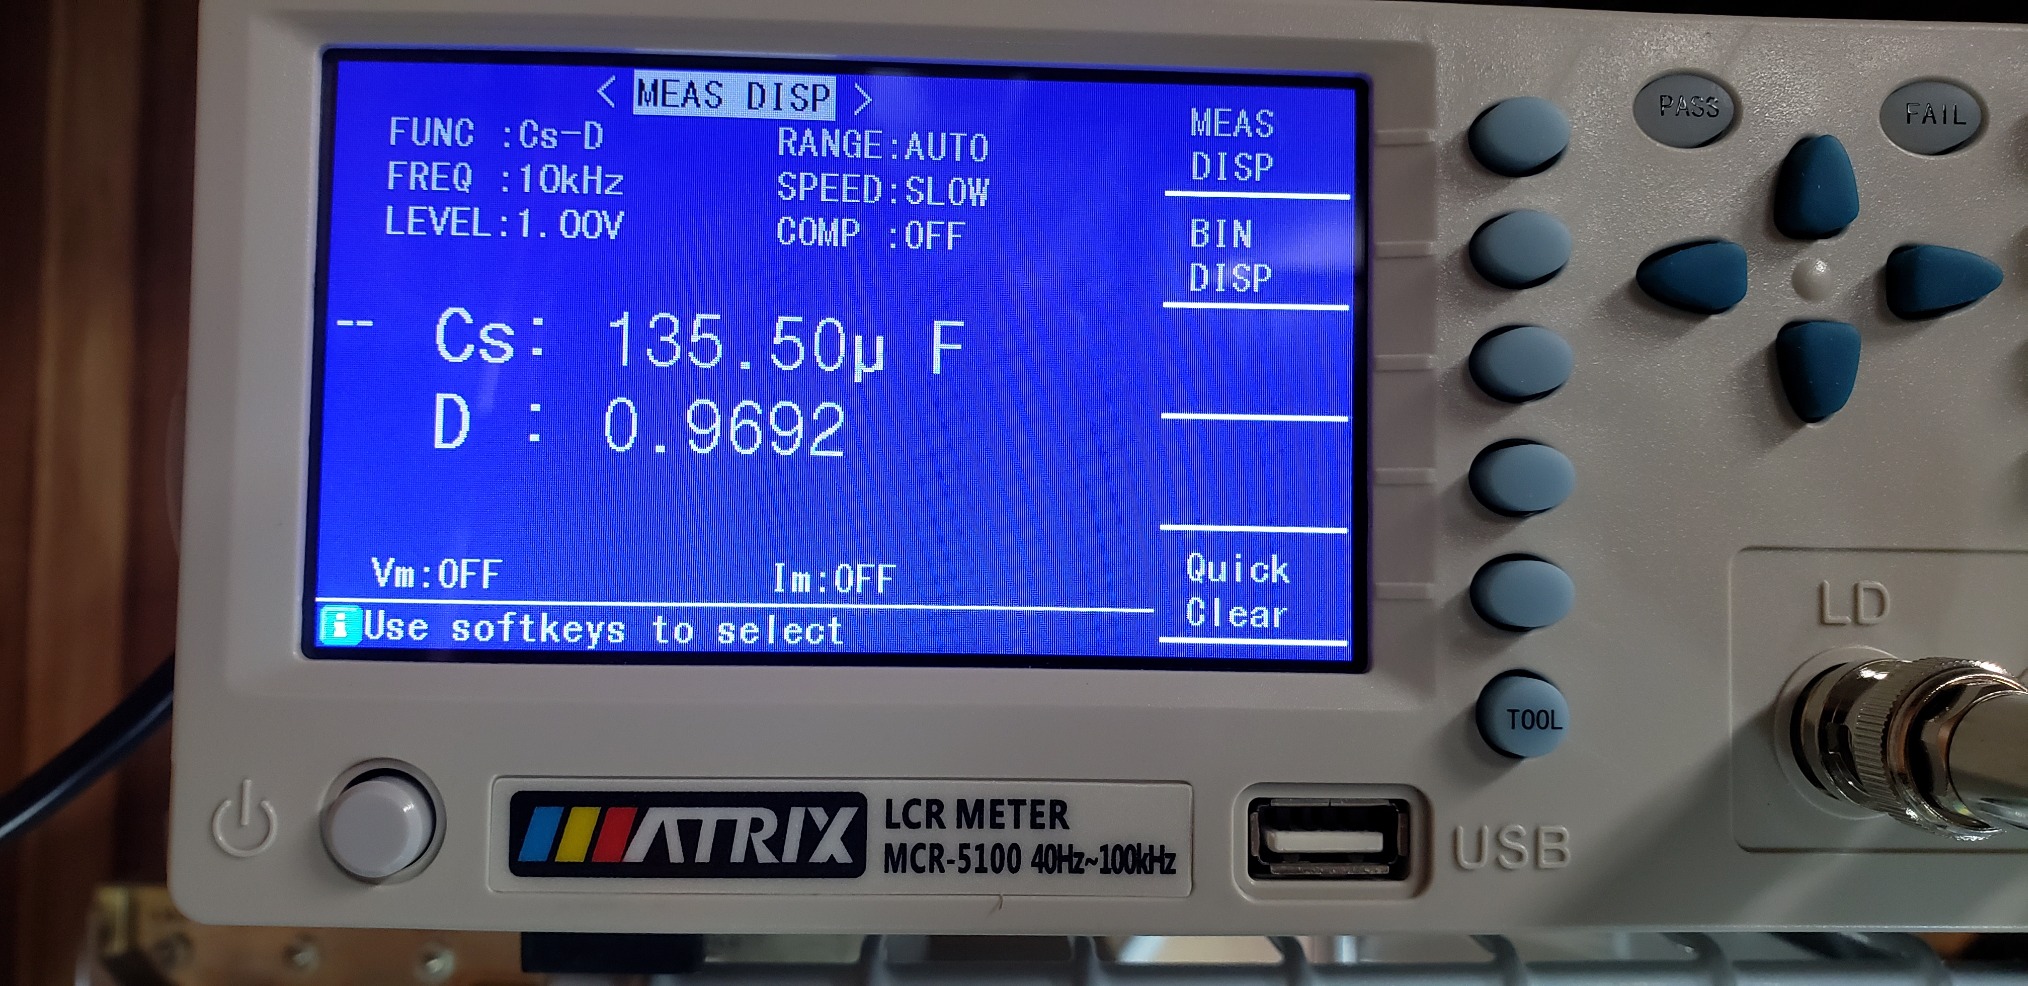 < MEAS DISP >
FUNC :Cs-D
RANGE:AUTO
FREQ :10kHz
SPEED:SLOW
LEVEL:1.00V
COMP :OFF
-- Cs: 135.50μ F
D : 0.9692
Vm:OFF
Im:OFF
i Use softkeys to select
MEAS
DISP
BIN
DISP
Quick
Clear
PASS
FAIL
TOOL
LD
MATRIX
LCR METER
MCR-5100 40Hz~100kHz
USB